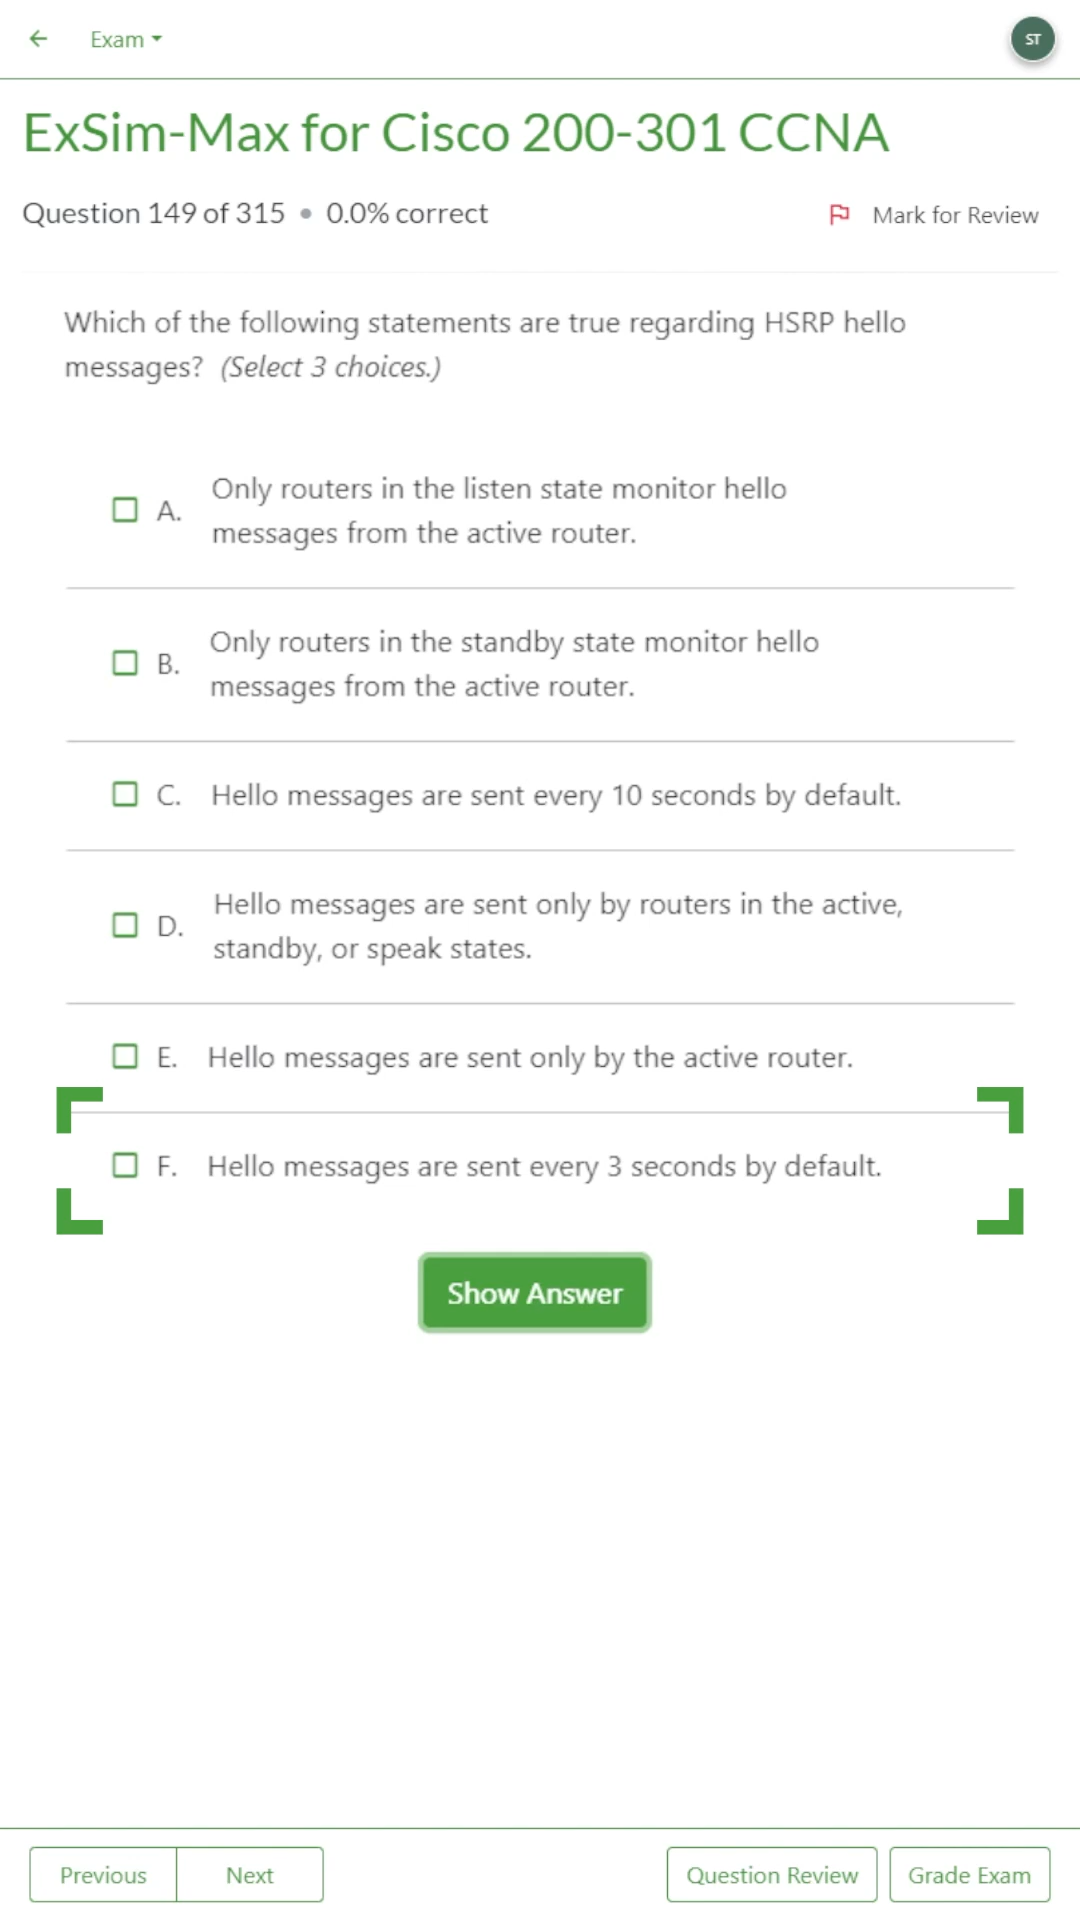 Exam
ST
ExSim-Max for Cisco 200-301 CCNA
Question 149 of 315 • 0.0% correct
Mark for Review
Which of the following statements are true regarding HSRP hello
messages? (Select 3 choices.)
A. Only routers in the listen state monitor hello
messages from the active router.
B. Only routers in the standby state monitor hello
messages from the active router.
C. Hello messages are sent every 10 seconds by default.
D. Hello messages are sent only by routers in the active,
standby, or speak states.
E. Hello messages are sent only by the active router.
F. Hello messages are sent every 3 seconds by default.
Show Answer
Previous
Next
Question Review
Grade Exam